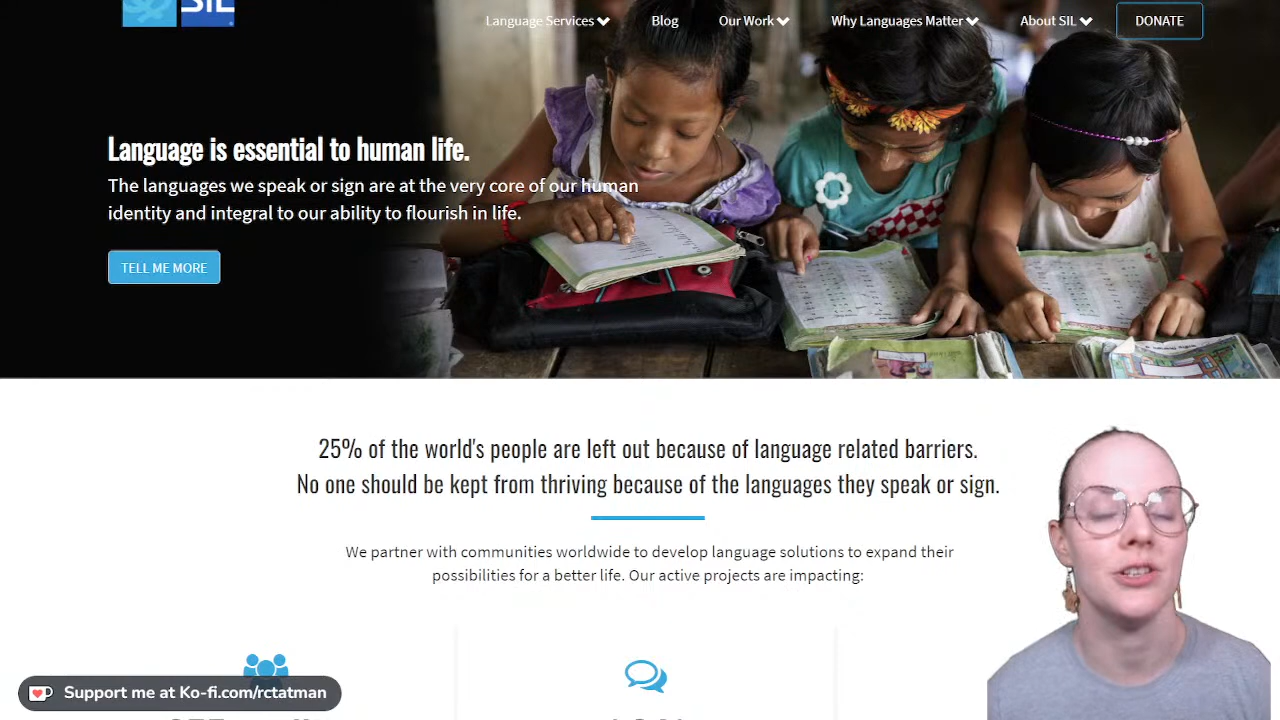 SIL
Language Services
Blog
Our Work
Why Languages Matter
About SIL
DONATE
Language is essential to human life.
The languages we speak or sign are at the very core of our human
identity and integral to our ability to flourish in life.
TELL ME MORE
25% of the world's people are left out because of language related barriers.
No one should be kept from thriving because of the languages they speak or sign.
We partner with communities worldwide to develop language solutions to expand their
possibilities for a better life. Our active projects are impacting:
Support me at Ko-fi.com/rctatman